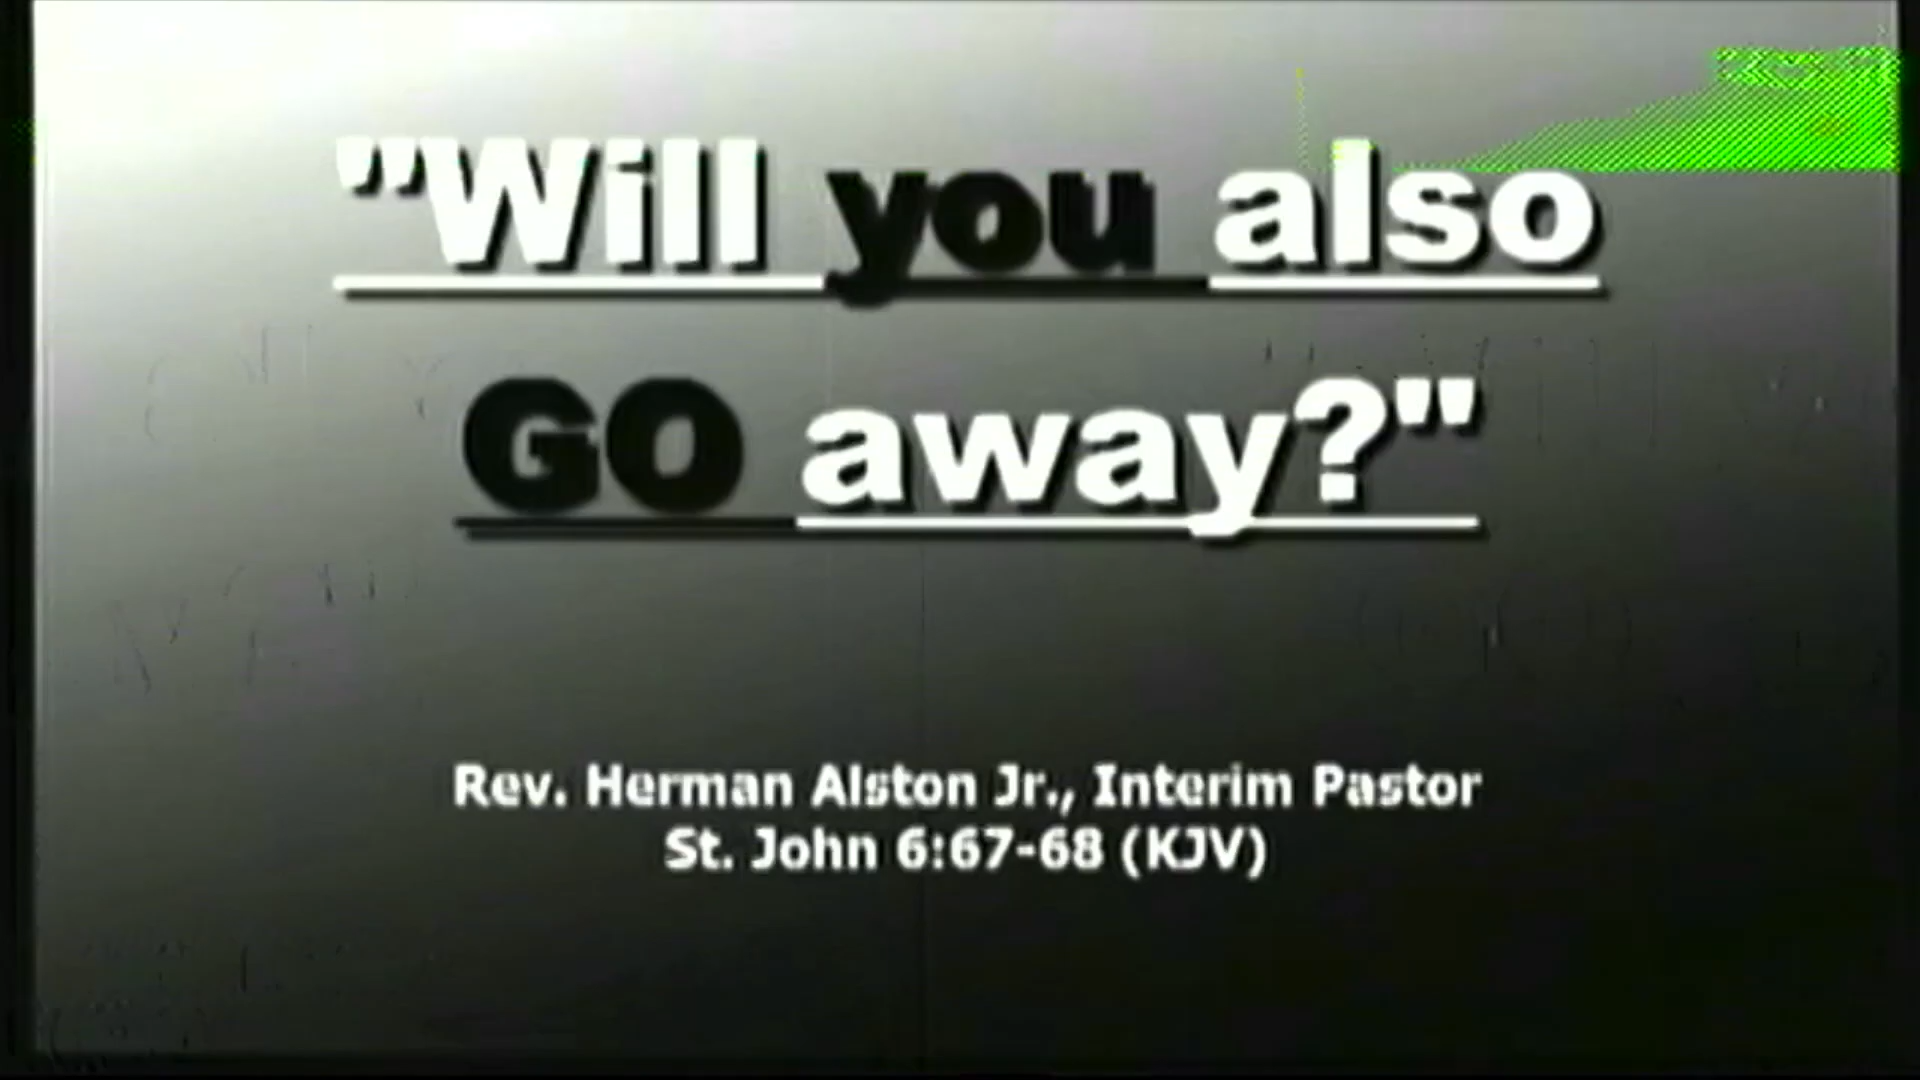 "Will you also
GO away?"
Rev. Herman Alston Jr., Interim Pastor
St. John 6:67-68 (KJV)